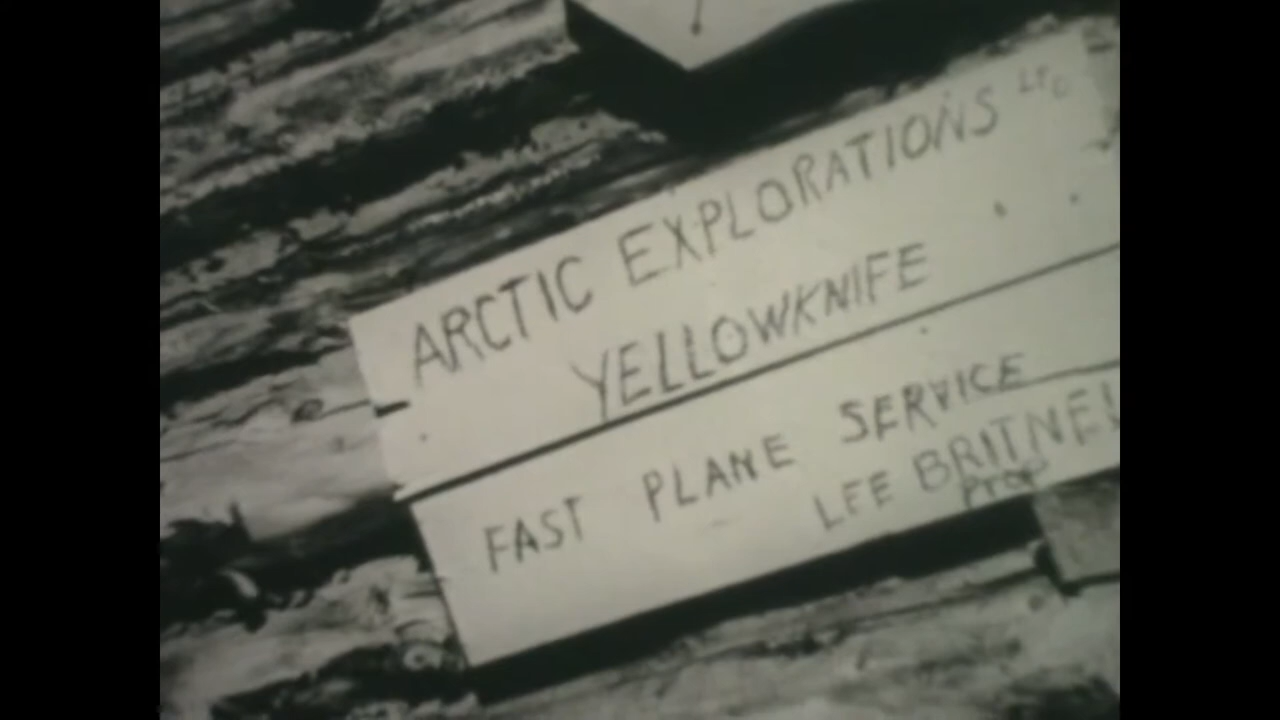 ARCTIC EXPLORATIONS LTD
YELLOWKNIFE
FAST PLANE SERVICE
LEE BRITNEL
Prop